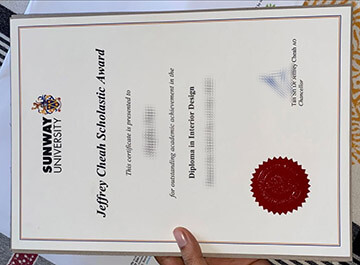 SUNWAY
UNIVERSITY
Jeffrey Cheah Scholastic Award
This certificate is presented to
for outstanding academic achievement in the
Diploma in Interior Design
Tan Sri Dr Jeffrey Cheah AO
Chancellor